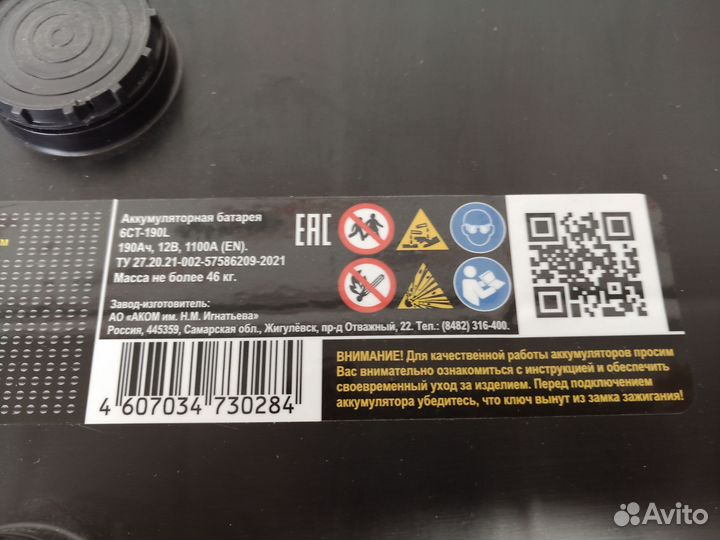 Аккумуляторная батарея
6СТ-190L
190Ач, 12В, 1100А (EN).
ТУ 27.20.21-002-57586209-2021
Масса не более 46 кг.
ЕАС
Завод-изготовитель:
АО «АКОМ им. Н.М. Игнатьева»
Россия, 445359, Самарская обл., Жигулёвск, пр-д Отважный, 22. Тел.: (8482) 316-400.
4 607034 730284
ВНИМАНИЕ! Для качественной работы аккумуляторов просим
Вас внимательно ознакомиться с инструкцией и обеспечить
своевременный уход за изделием. Перед подключением
аккумулятора убедитесь, что ключ вынут из замка зажигания!
Avito